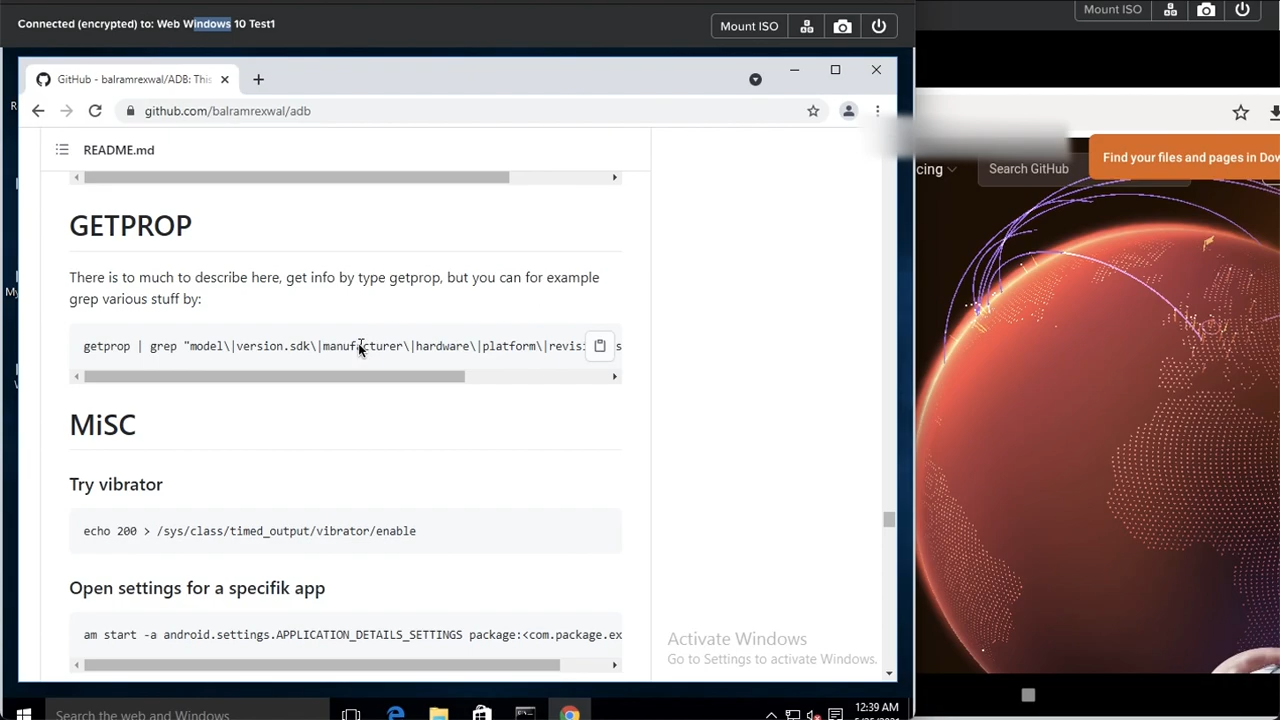 Connected (encrypted) to: Web Windows 10 Test1
Mount ISO
Mount ISO
GitHub - balramrexwal/ADB: This
github.com/balramrexwal/adb
README.md
Find your files and pages in Dow
cing
Search GitHub
GETPROP
There is to much to describe here, get info by type getprop, but you can for example
grep various stuff by:
getprop | grep "model\|version.sdk\|manufacturer\|hardware\|platform\|revisi
MiSC
Try vibrator
echo 200 > /sys/class/timed_output/vibrator/enable
Open settings for a specifik app
am start -a android.settings.APPLICATION_DETAILS_SETTINGS package:<com.package.ex
Activate Windows
Go to Settings to activate Windows.
Search the web and Windows
12:39 AM